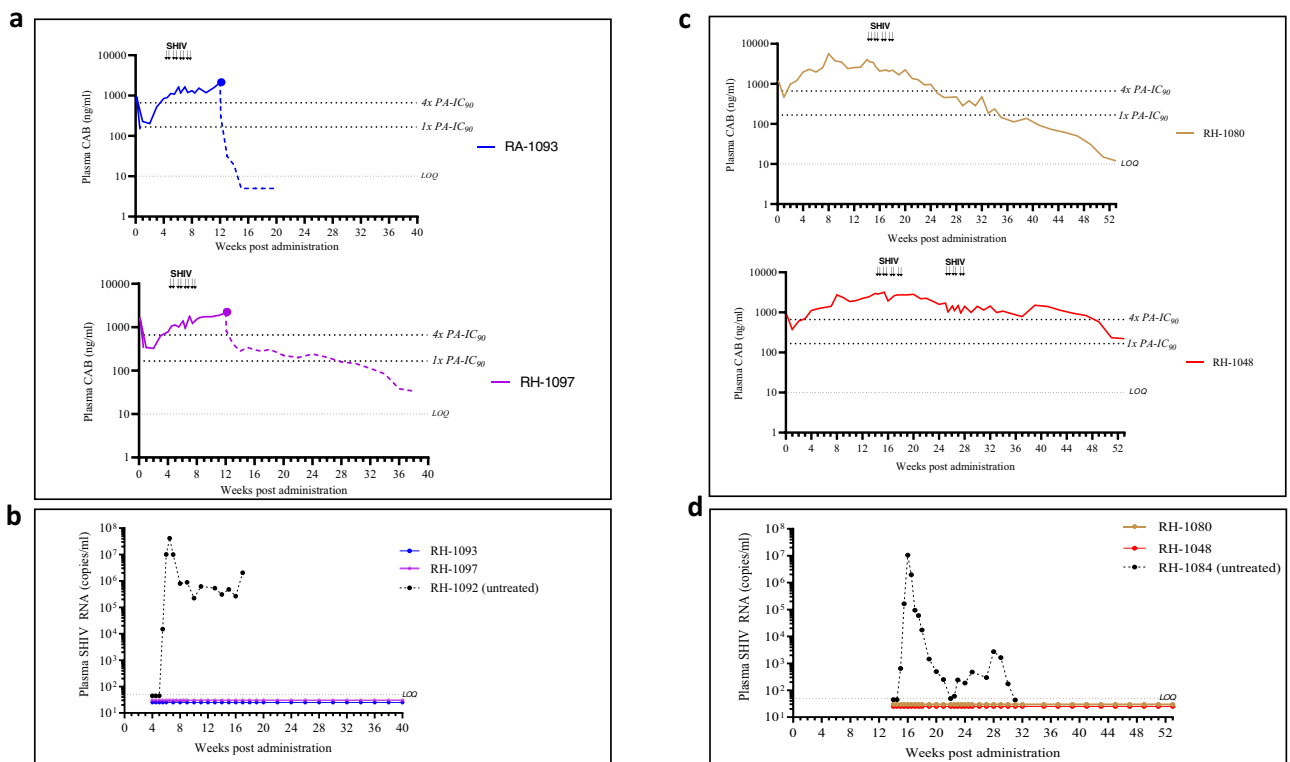 a
SHIV
10000
1000
100
10
1
Plasma CAB (ng/ml)
4x PA-IC90
1x PA-IC90
LOQ
RA-1093
0 4 8 12 16 20 24 28 32 36 40
Weeks post administration
SHIV
10000
1000
100
10
1
Plasma CAB (ng/ml)
4x PA-IC90
1x PA-IC90
LOQ
RH-1097
0 4 8 12 16 20 24 28 32 36 40
Weeks post administration
b
10^8
10^7
10^6
10^5
10^4
10^3
10^2
10^1
Plasma SHIV RNA (copies/ml)
RH-1093
RH-1097
RH-1092 (untreated)
LOQ
0 4 8 12 16 20 24 28 32 36 40
Weeks post administration
c
SHIV
10000
1000
100
10
1
Plasma CAB (ng/ml)
4x PA-IC90
1x PA-IC90
LOQ
RH-1080
0 4 8 12 16 20 24 28 32 36 40 44 48 52
Weeks post administration
SHIV SHIV
10000
1000
100
10
1
Plasma CAB (ng/ml)
4x PA-IC90
1x PA-IC90
LOQ
RH-1048
0 4 8 12 16 20 24 28 32 36 40 44 48 52
Weeks post administration
d
10^8
10^7
10^6
10^5
10^4
10^3
10^2
10^1
Plasma SHIV RNA (copies/ml)
RH-1080
RH-1048
RH-1084 (untreated)
LOQ
0 4 8 12 16 20 24 28 32 36 40 44 48 52
Weeks post administration